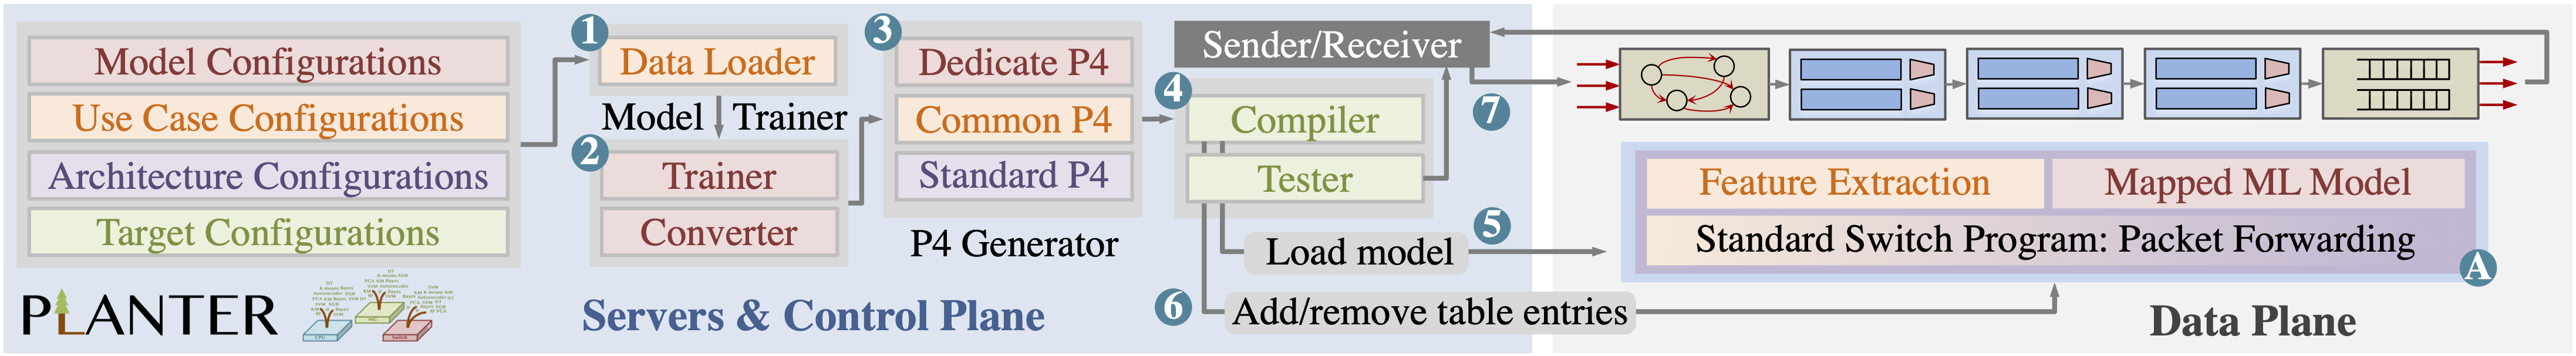 Model Configurations
Use Case Configurations
Architecture Configurations
Target Configurations
PLANTER
1
Data Loader
Model Trainer
2
Trainer
Converter
3
Dedicate P4
Common P4
Standard P4
P4 Generator
Sender/Receiver
4
Compiler
Tester
7
5
Load model
6
Add/remove table entries
Servers & Control Plane
Feature Extraction
Mapped ML Model
Standard Switch Program: Packet Forwarding
A
Data Plane